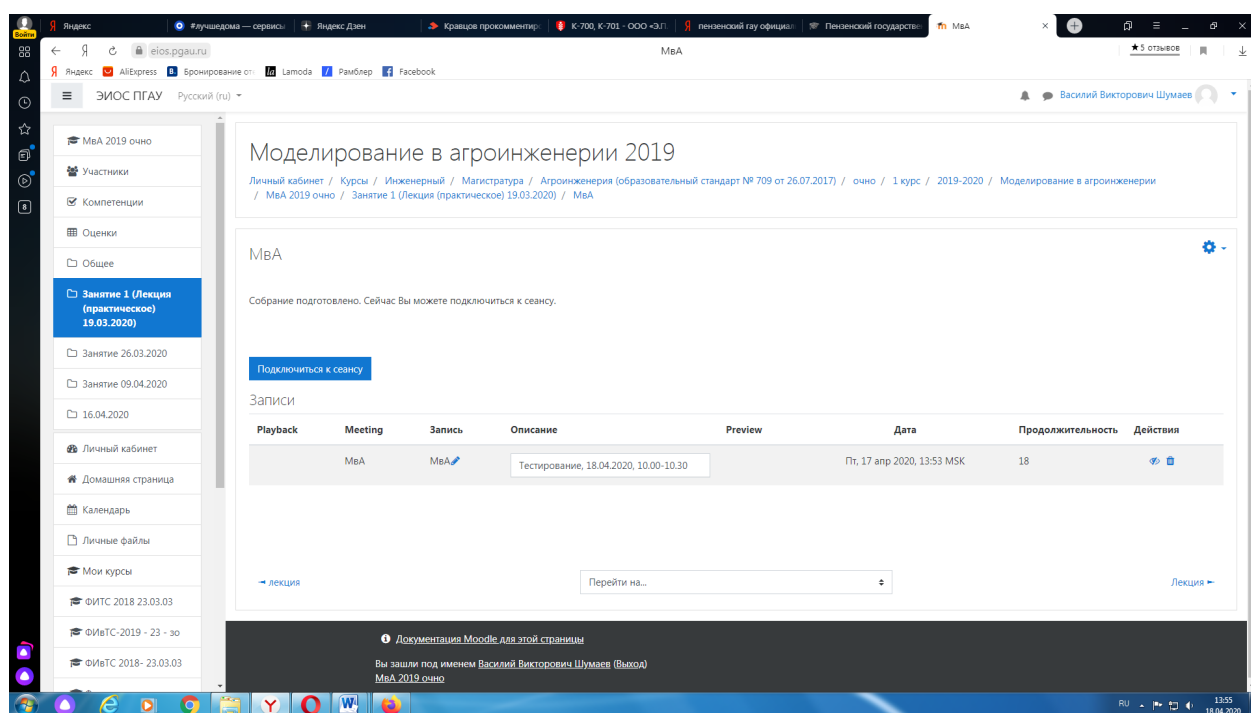 Яндекс
#лучшедома — сервисы
Яндекс Дзен
Кравцов прокомментиро
К-700, К-701 - ООО «Э.П.
пензенский гау официал
Пензенский государствен
МвА
Войти
eios.pgau.ru
МвА
★5 отзывов
Яндекс
AliExpress
Бронирование оте
Lamoda
Рамблер
Facebook
ЭИОС ПГАУ
Русский (ru)
Василий Викторович Шумаев
МвА 2019 очно
Участники
Компетенции
Оценки
Общее
Занятие 1 (Лекция
(практическое)
19.03.2020)
Занятие 26.03.2020
Занятие 09.04.2020
16.04.2020
Личный кабинет
Домашняя страница
Календарь
Личные файлы
Мои курсы
ФИТС 2018 23.03.03
ФИвТС-2019 - 23 - зо
ФИвТС 2018- 23.03.03
Моделирование в агроинженерии 2019
Личный кабинет / Курсы / Инженерный / Магистратура / Агроинженерия (образовательный стандарт № 709 от 26.07.2017) / очно / 1 курс / 2019-2020 / Моделирование в агроинженерии
/ МвА 2019 очно / Занятие 1 (Лекция (практическое) 19.03.2020) / МвА
МвА
Собрание подготовлено. Сейчас Вы можете подключиться к сеансу.
Подключиться к сеансу
Записи
Playback Meeting Запись Описание Preview Дата Продолжительность Действия
МвА МвА Тестирование, 18.04.2020, 10.00-10.30 Пт, 17 апр 2020, 13:53 MSK 18
◄ лекция
Перейти на...
Лекция ►
Документация Moodle для этой страницы
Вы зашли под именем Василий Викторович Шумаев (Выход)
МвА 2019 очно
RU
13:55
18.04.2020